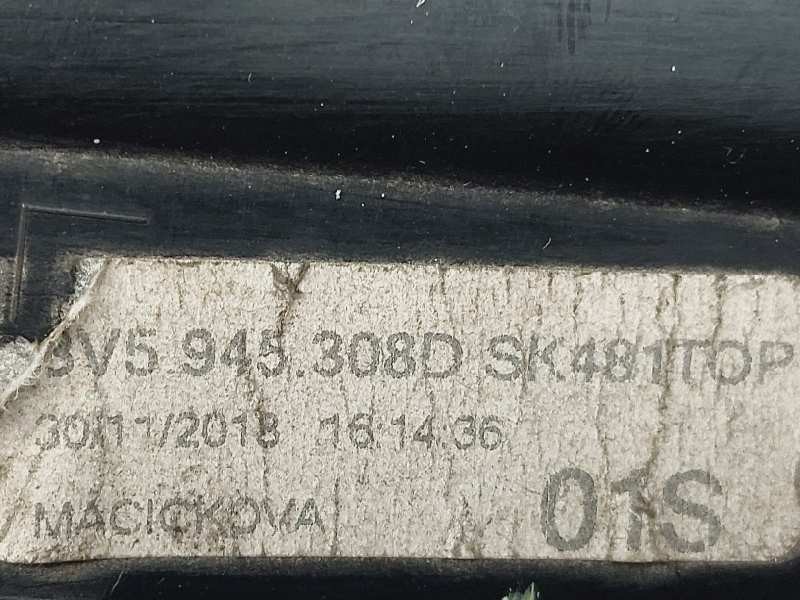 3V5.945.308D SK481TOP
30/11/2018 16:14:36
MACICKOVA
01S